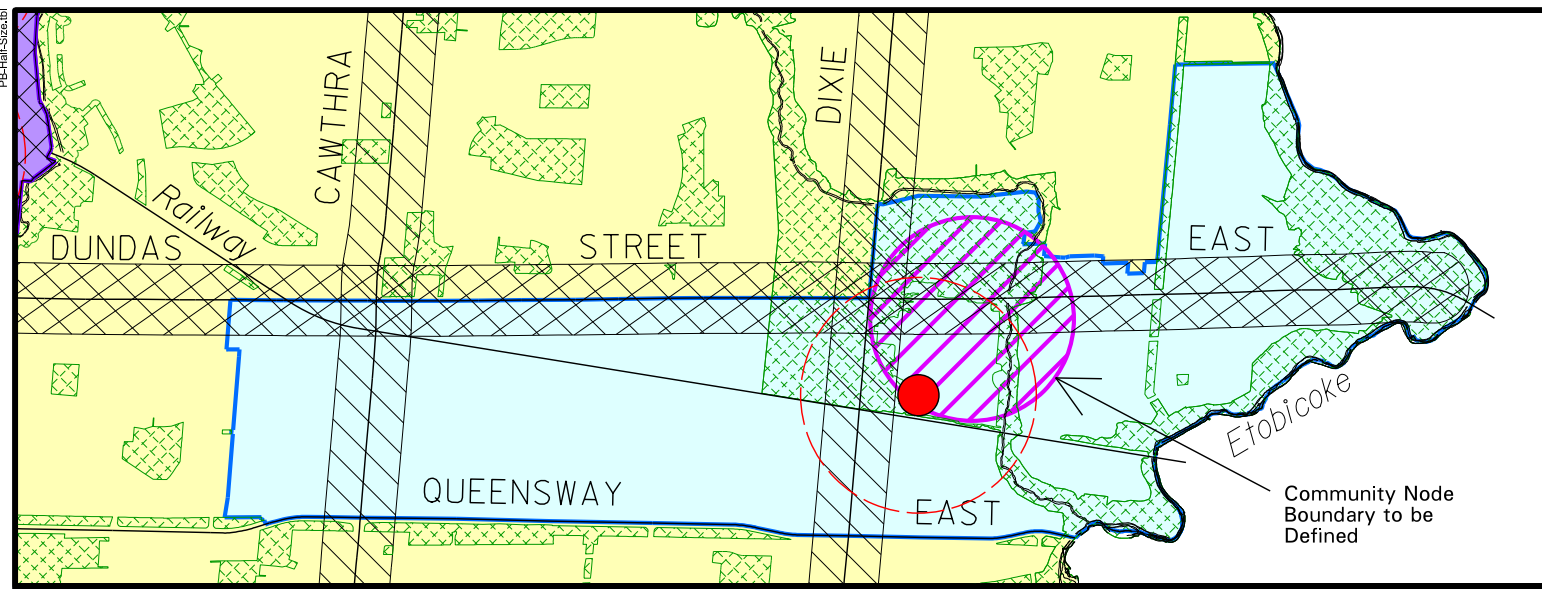 PB-Half-Size.tbl
CAWTHRA
DIXIE
Railway
DUNDAS
STREET
EAST
QUEENSWAY
EAST
Etobicoke
Community Node
Boundary to be
Defined